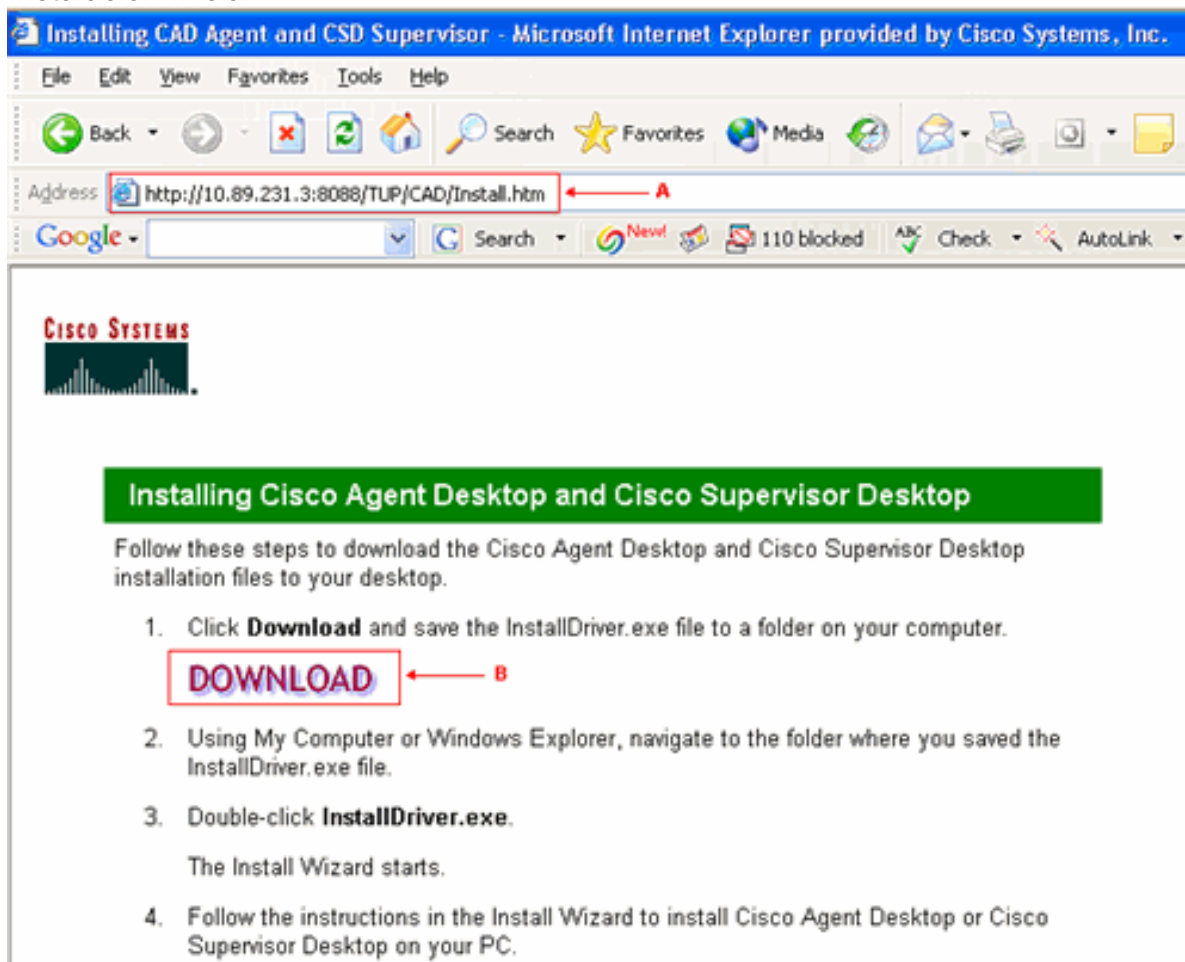 Installing CAD Agent and CSD Supervisor - Microsoft Internet Explorer provided by Cisco Systems, Inc.
File Edit View Favorites Tools Help
Back Search Favorites Media
Address http://10.89.231.3:8088/TUP/CAD/Install.htm A
Google Search New! 110 blocked ABC Check AutoLink
CISCO SYSTEMS
Installing Cisco Agent Desktop and Cisco Supervisor Desktop
Follow these steps to download the Cisco Agent Desktop and Cisco Supervisor Desktop
installation files to your desktop.
1. Click Download and save the InstallDriver.exe file to a folder on your computer.
DOWNLOAD B
2. Using My Computer or Windows Explorer, navigate to the folder where you saved the
InstallDriver.exe file.
3. Double-click InstallDriver.exe.
The Install Wizard starts.
4. Follow the instructions in the Install Wizard to install Cisco Agent Desktop or Cisco
Supervisor Desktop on your PC.